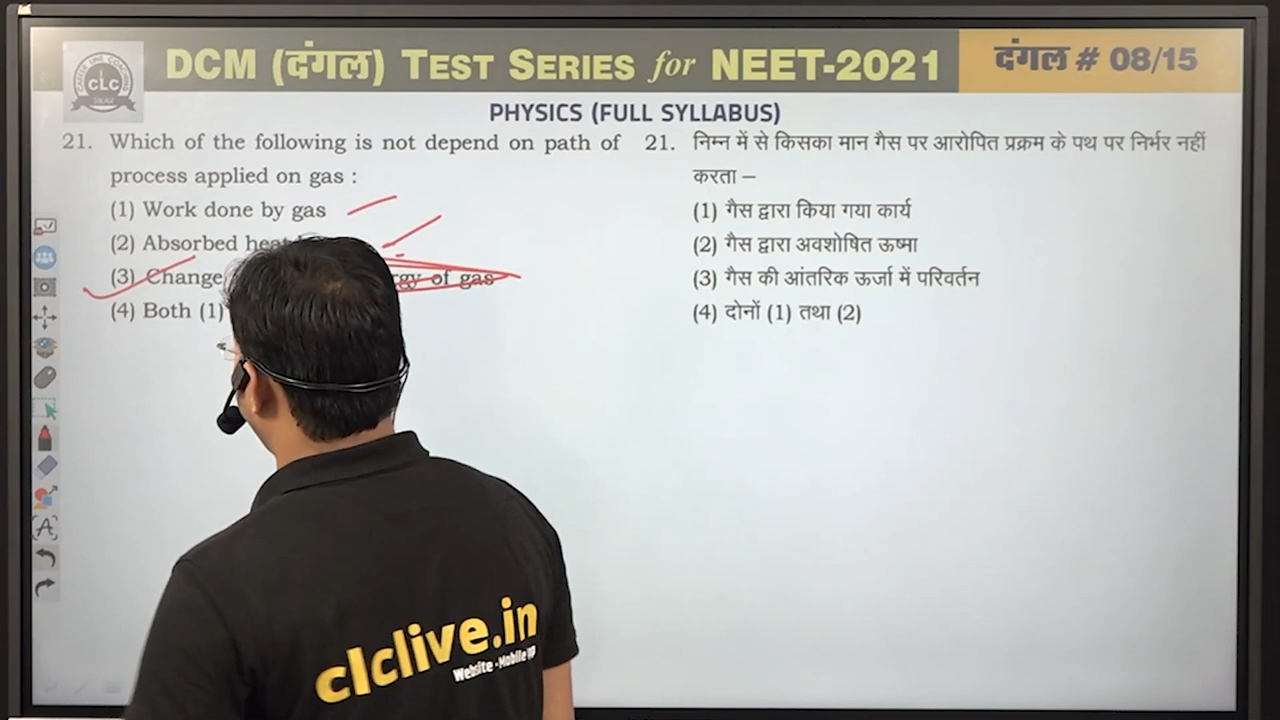 DCM (दंगल) TEST SERIES for NEET-2021
दंगल # 08/15
CLC
PHYSICS (FULL SYLLABUS)
21. Which of the following is not depend on path of
process applied on gas :
(1) Work done by gas
(2) Absorbed heat
(3) Change
of gas
(4) Both (1)
21. निम्न में से किसका मान गैस पर आरोपित प्रक्रम के पथ पर निर्भर नहीं
करता –
(1) गैस द्वारा किया गया कार्य
(2) गैस द्वारा अवशोषित ऊष्मा
(3) गैस की आंतरिक ऊर्जा में परिवर्तन
(4) दोनों (1) तथा (2)
clclive.in